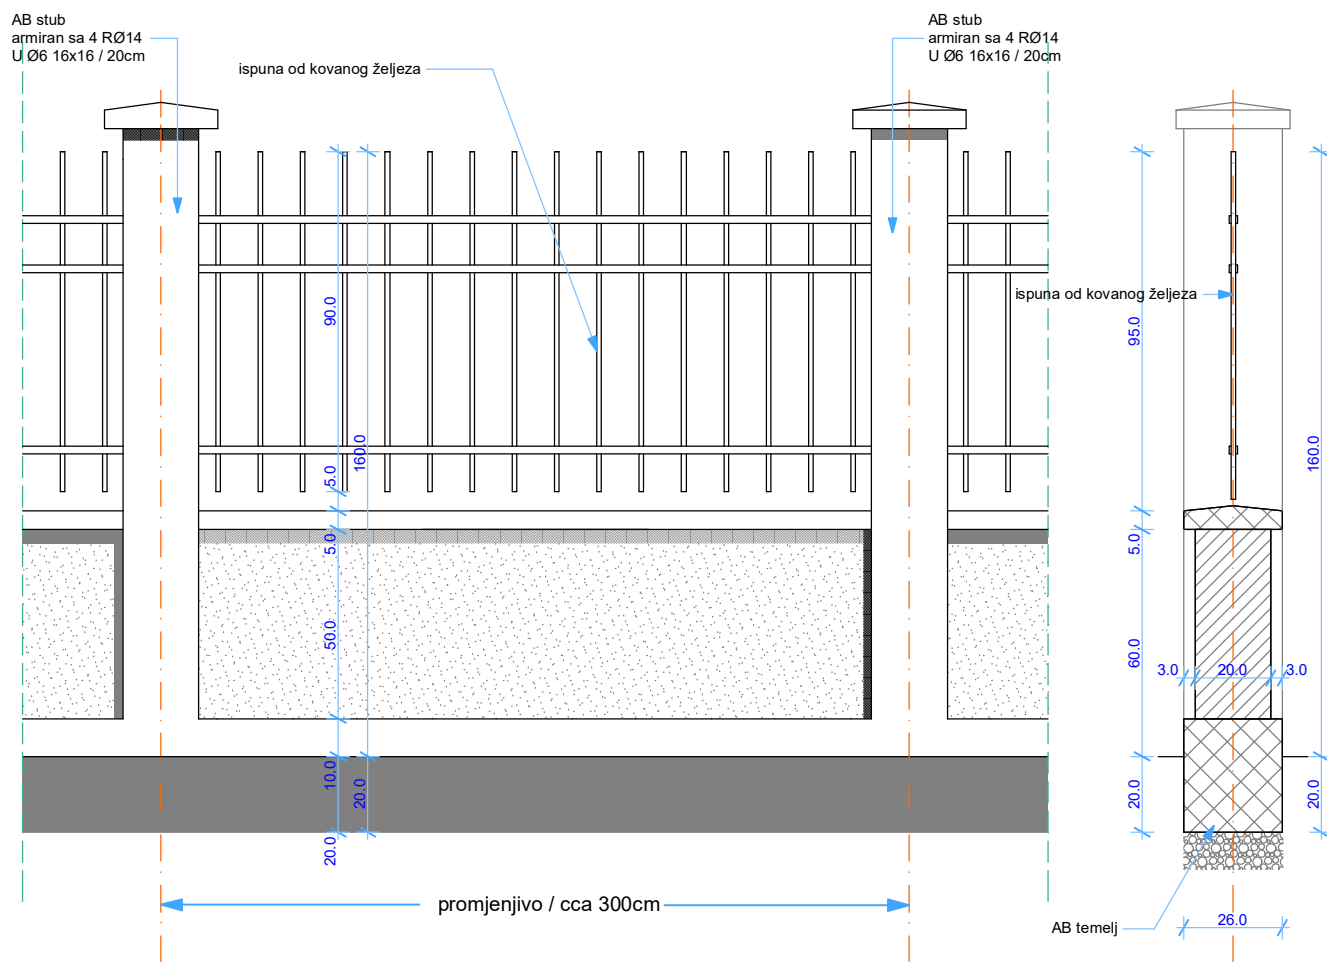 AB stub
armiran sa 4 RØ14
U Ø6 16x16 / 20cm
AB stub
armiran sa 4 RØ14
U Ø6 16x16 / 20cm
ispuna od kovanog željeza
ispuna od kovanog željeza
90.0
95.0
160.0
160.0
5.0
5.0
5.0
50.0
60.0
3.0
20.0
3.0
10.0
20.0
20.0
20.0
20.0
promjenjivo / cca 300cm
AB temelj
26.0